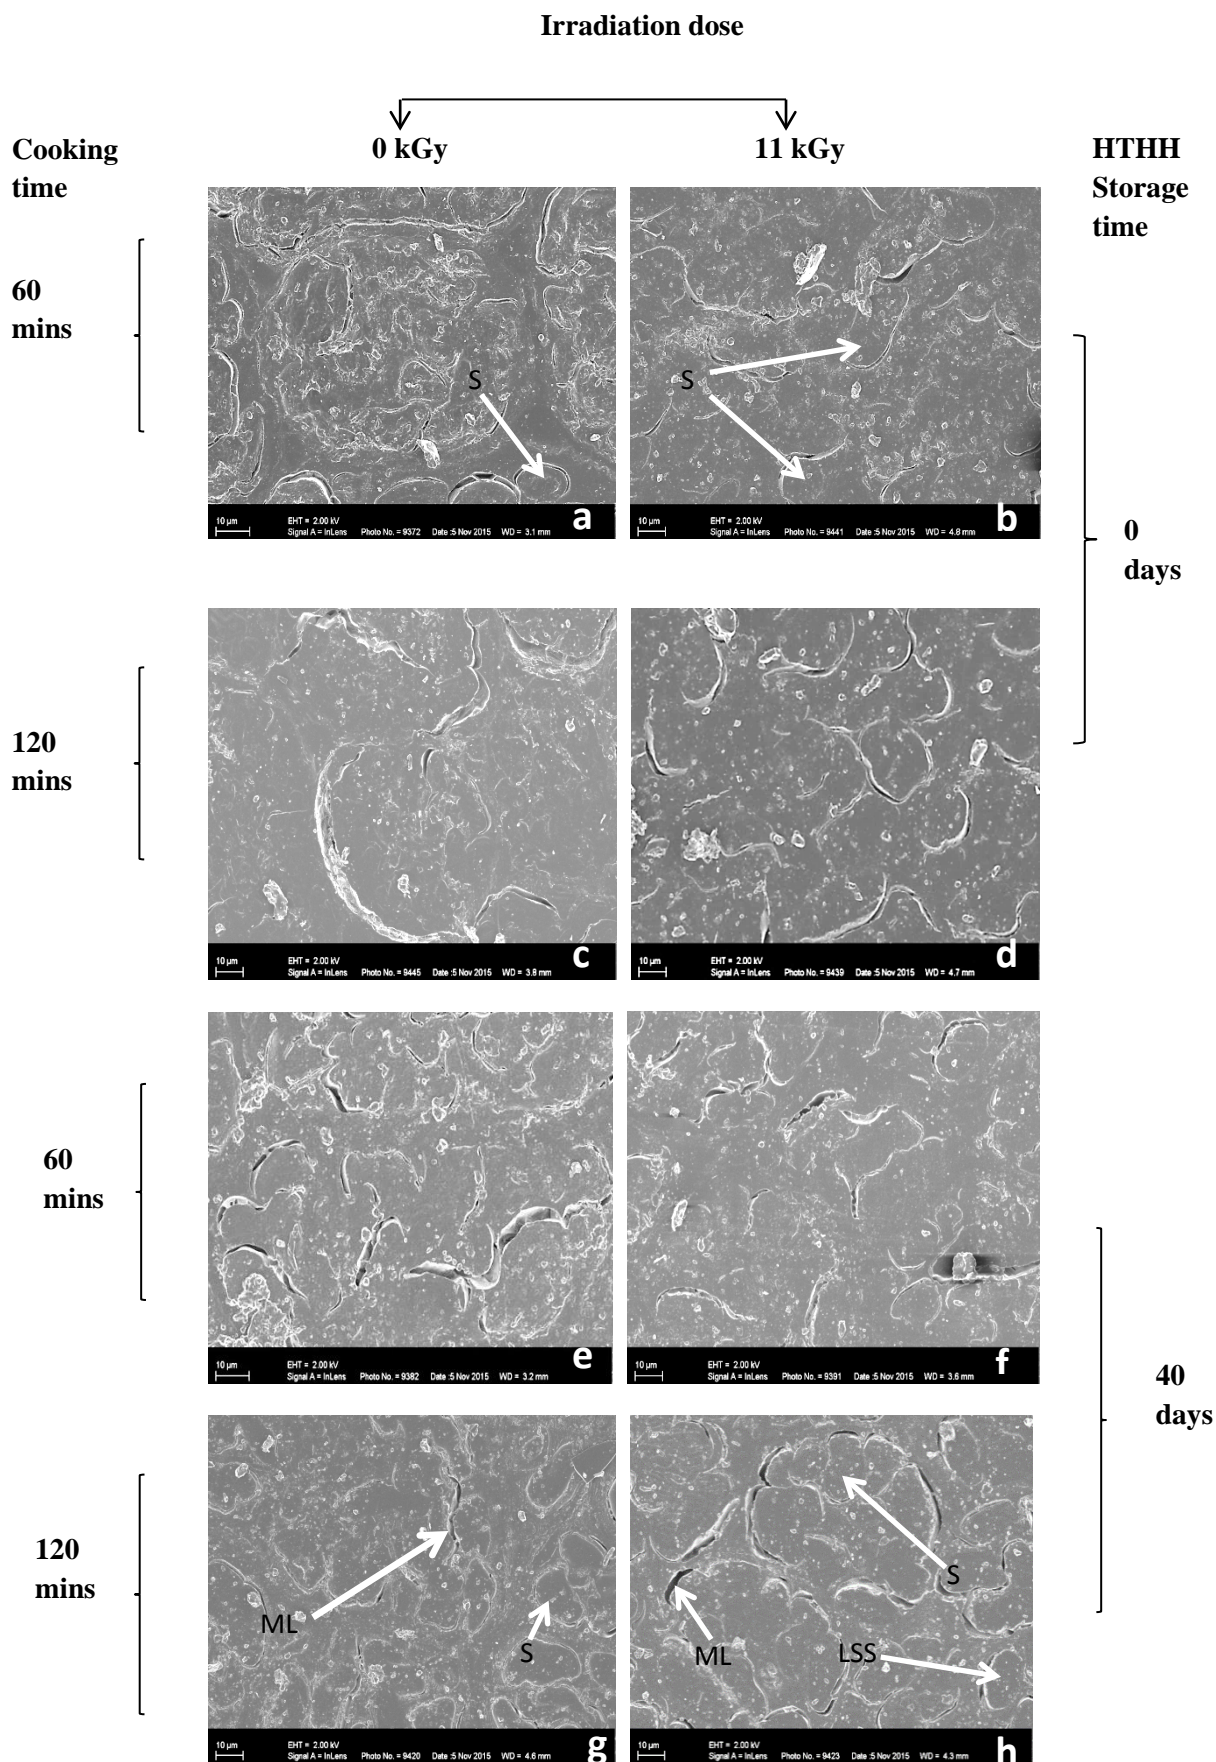 Irradiation dose
Cooking
time
0 kGy
11 kGy
HTHH
Storage
time
60
mins
S
S
10 µm
EHT = 2.00 kV
Signal A = InLens Photo No. = 9372 Date :5 Nov 2015 WD = 3.1 mm
a
10 µm
EHT = 2.00 kV
Signal A = InLens Photo No. = 9441 Date :5 Nov 2015 WD = 4.8 mm
b
0
days
120
mins
10 µm
EHT = 2.00 kV
Signal A = InLens Photo No. = 9445 Date :5 Nov 2015 WD = 3.8 mm
c
10 µm
EHT = 2.00 kV
Signal A = InLens Photo No. = 9439 Date :5 Nov 2015 WD = 4.7 mm
d
60
mins
10 µm
EHT = 2.00 kV
Signal A = InLens Photo No. = 9382 Date :5 Nov 2015 WD = 3.2 mm
e
10 µm
EHT = 2.00 kV
Signal A = InLens Photo No. = 9391 Date :5 Nov 2015 WD = 3.6 mm
f
40
days
120
mins
ML
S
S
ML
LSS
10 µm
EHT = 2.00 kV
Signal A = InLens Photo No. = 9420 Date :5 Nov 2015 WD = 4.6 mm
g
10 µm
EHT = 2.00 kV
Signal A = InLens Photo No. = 9423 Date :5 Nov 2015 WD = 4.3 mm
h